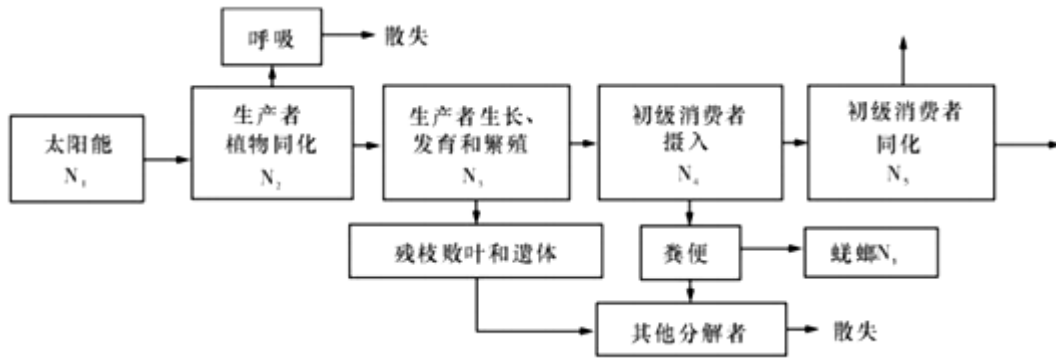 呼吸
散失
太阳能
N₁
生产者
植物同化
N₂
生产者生长、
发育和繁殖
N₃
初级消费者
摄入
N₄
初级消费者
同化
N₅
残枝败叶和遗体
粪便
蜣螂N₆
其他分解者
散失